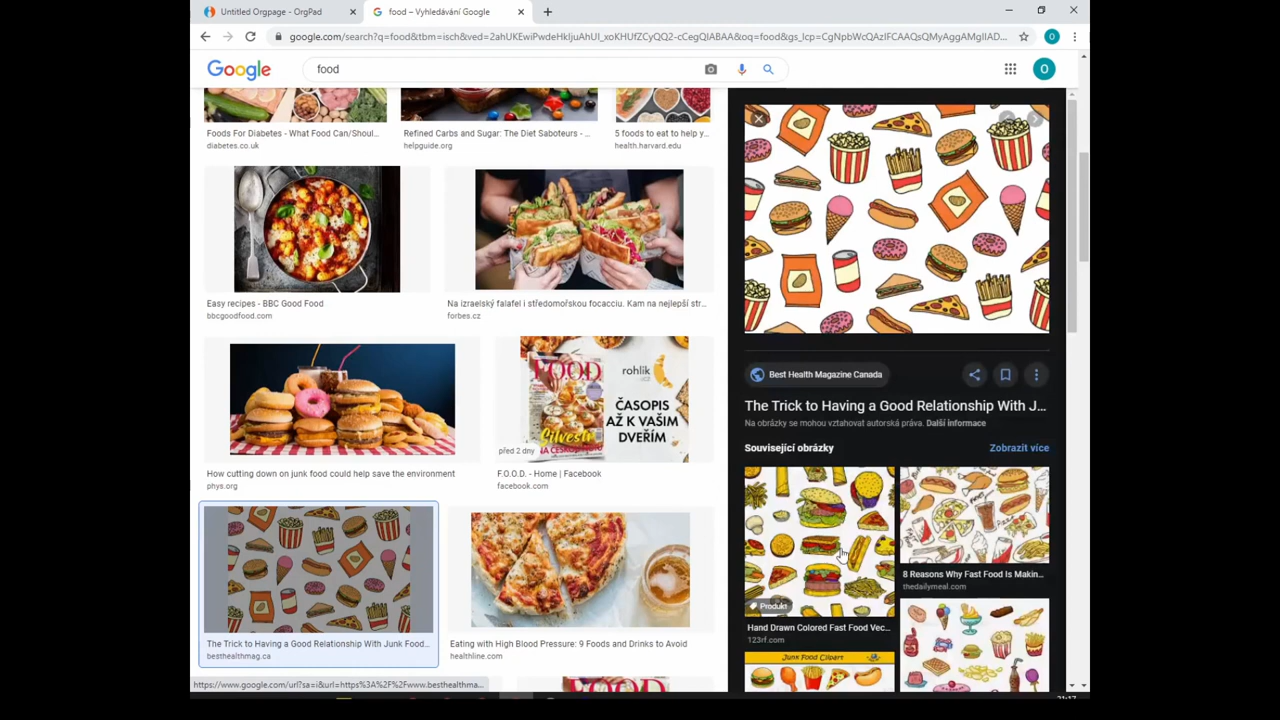 Untitled Orgpage - OrgPad
food – Vyhledávání Google
google.com/search?q=food&tbm=isch&ved=2ahUKEwiPwdeHkIjuAhUI_xoKHUfZCyQQ2-cCegQIABAA&oq=food&gs_lcp=CgNpbWcQAzIFCAAQsQMyAggAMgIIAD...
O
Google
food
O
Foods For Diabetes - What Food Can/Shoul...
diabetes.co.uk
Refined Carbs and Sugar: The Diet Saboteurs - ...
helpguide.org
5 foods to eat to help y...
health.harvard.edu
Easy recipes - BBC Good Food
bbcgoodfood.com
Na izraelský falafel i středomořskou focacciu. Kam na nejlepší str...
forbes.cz
FOOD
rohlik
ČASOPIS
AŽ K VAŠIM
DVEŘÍM
před 2 dny
How cutting down on junk food could help save the environment
phys.org
F.O.O.D. - Home | Facebook
facebook.com
The Trick to Having a Good Relationship With Junk Food...
besthealthmag.ca
Eating with High Blood Pressure: 9 Foods and Drinks to Avoid
healthline.com
https://www.google.com/url?sa=i&url=https%3A%2F%2Fwww.besthealthma...
Best Health Magazine Canada
The Trick to Having a Good Relationship With J...
Na obrázky se mohou vztahovat autorská práva. Další informace
Související obrázky
Zobrazit více
Produkt
Hand Drawn Colored Fast Food Vec...
123rf.com
8 Reasons Why Fast Food Is Makin...
thedailymeal.com
Junk Food Clipart